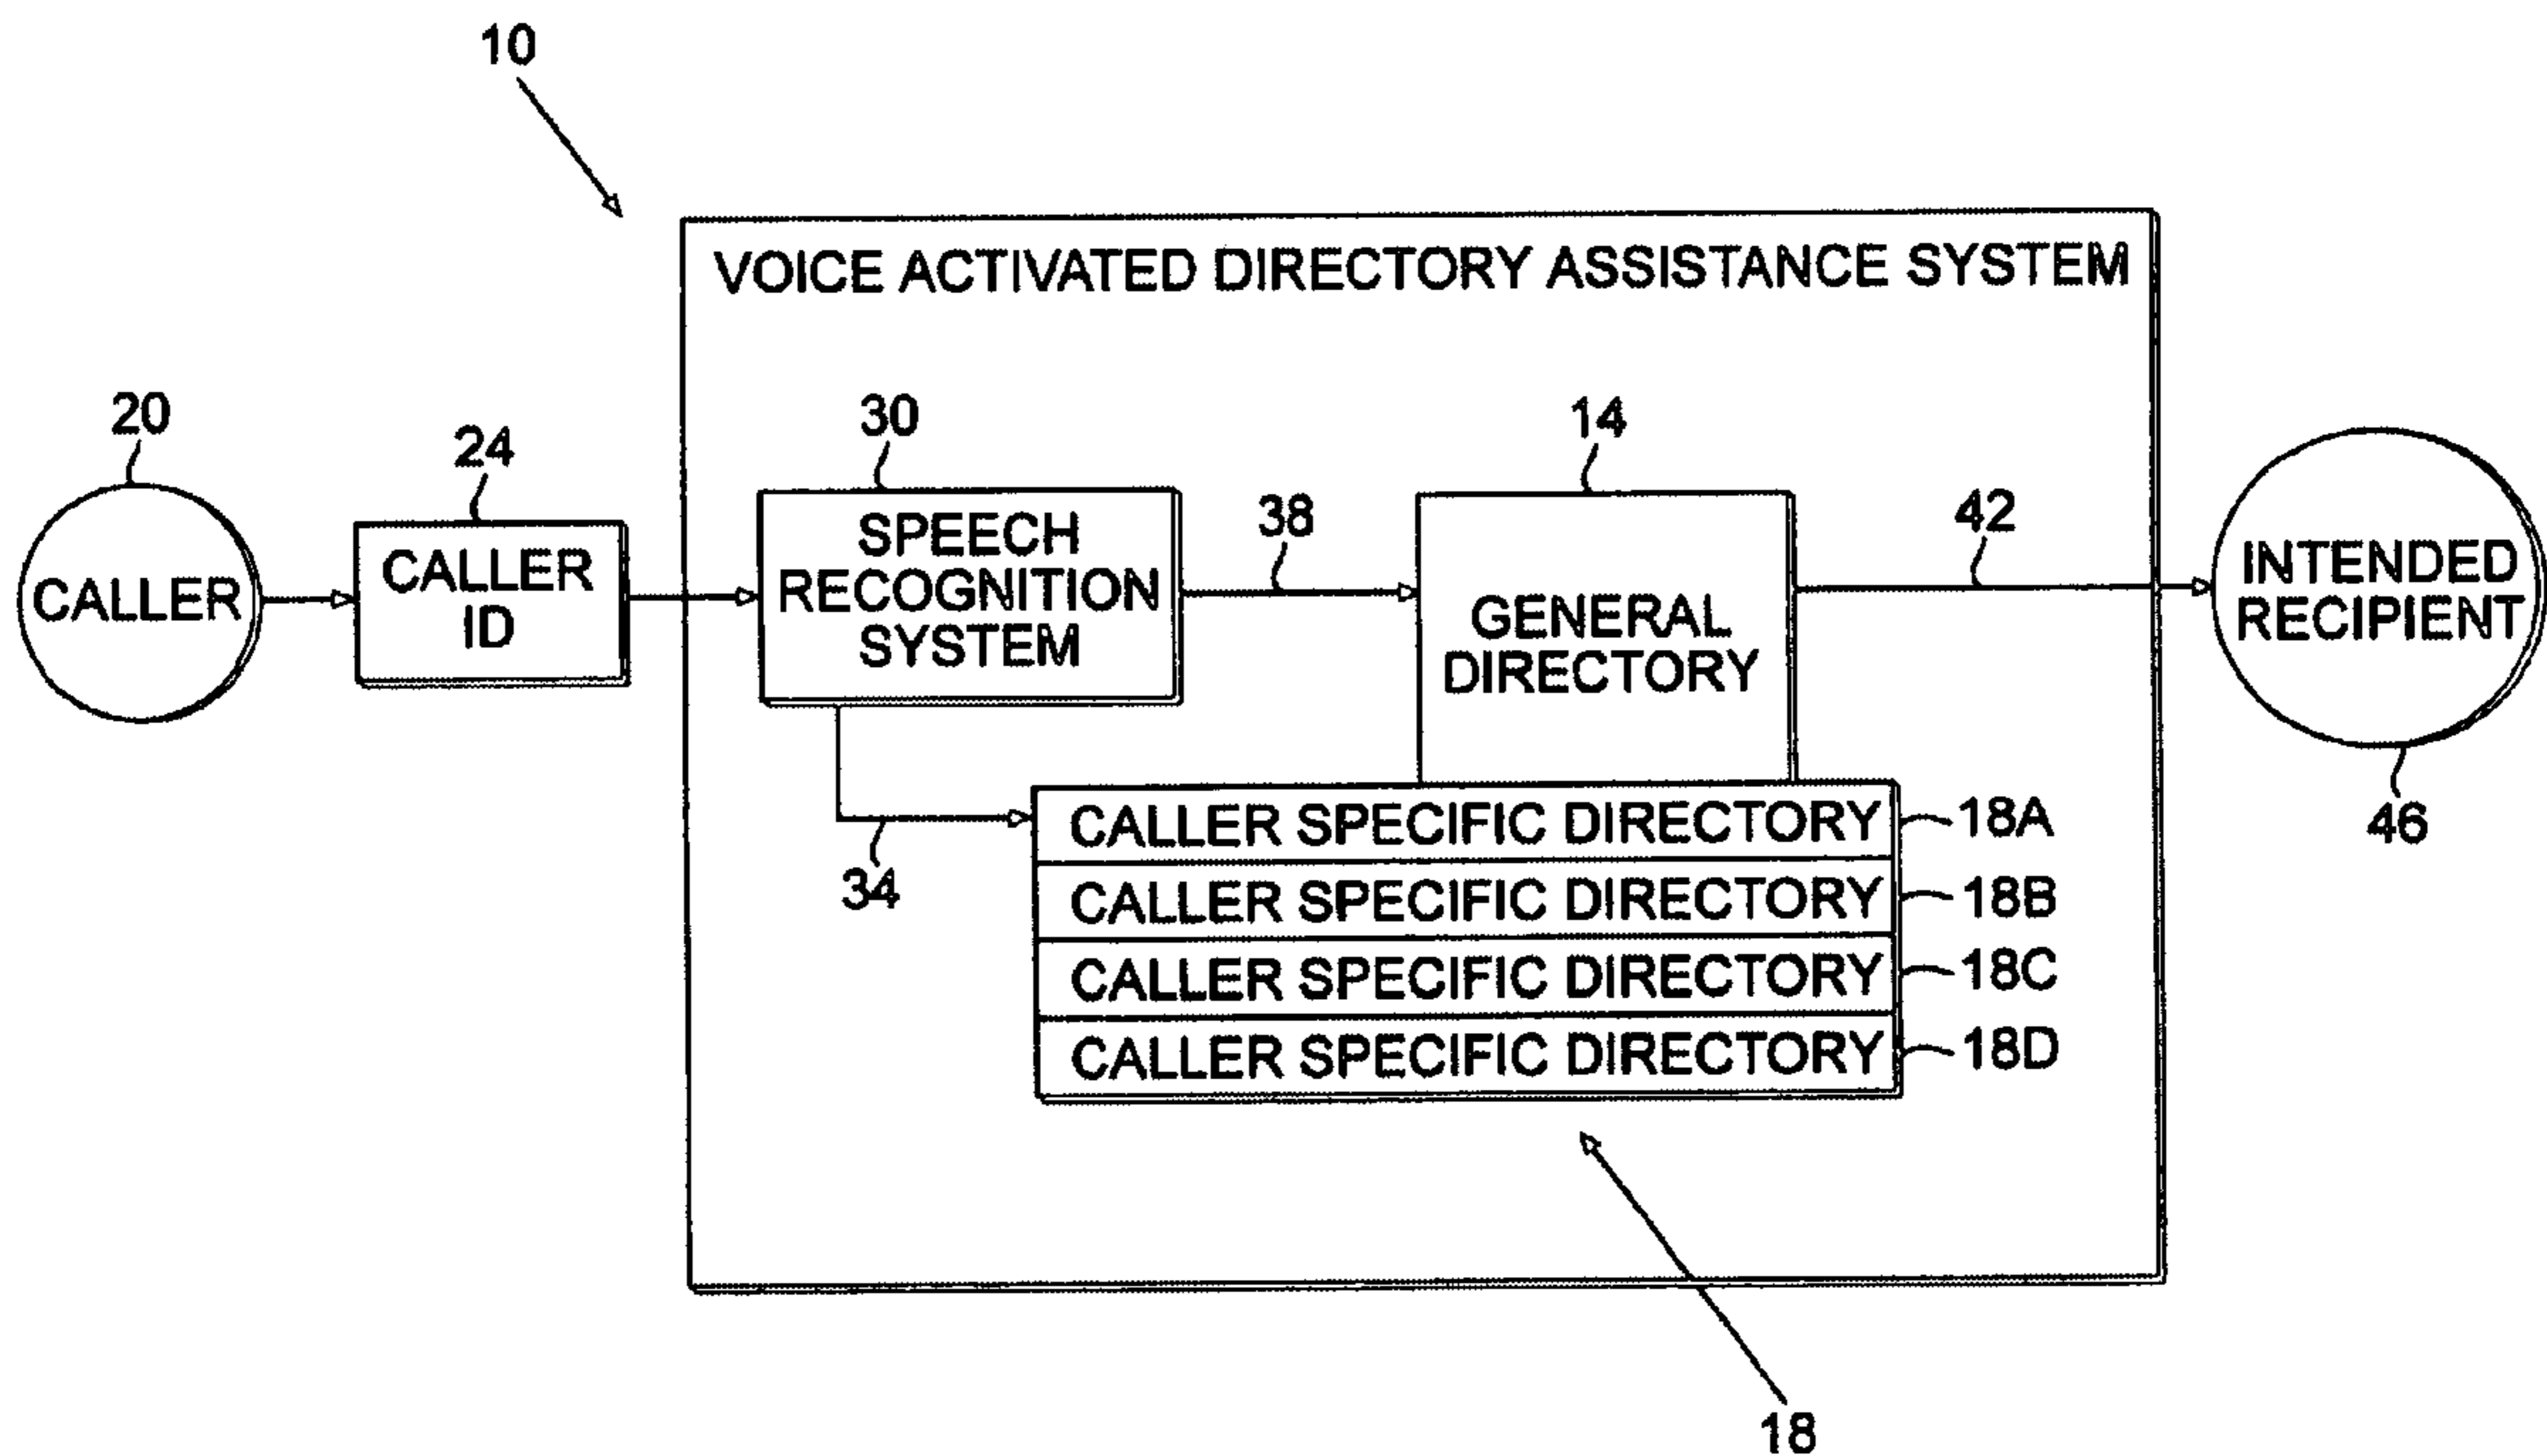 10
VOICE ACTIVATED DIRECTORY ASSISTANCE SYSTEM
20
24
30
38
14
42
CALLER
CALLER
ID
SPEECH
RECOGNITION
SYSTEM
GENERAL
DIRECTORY
INTENDED
RECIPIENT
46
34
CALLER SPECIFIC DIRECTORY 18A
CALLER SPECIFIC DIRECTORY 18B
CALLER SPECIFIC DIRECTORY 18C
CALLER SPECIFIC DIRECTORY 18D
18